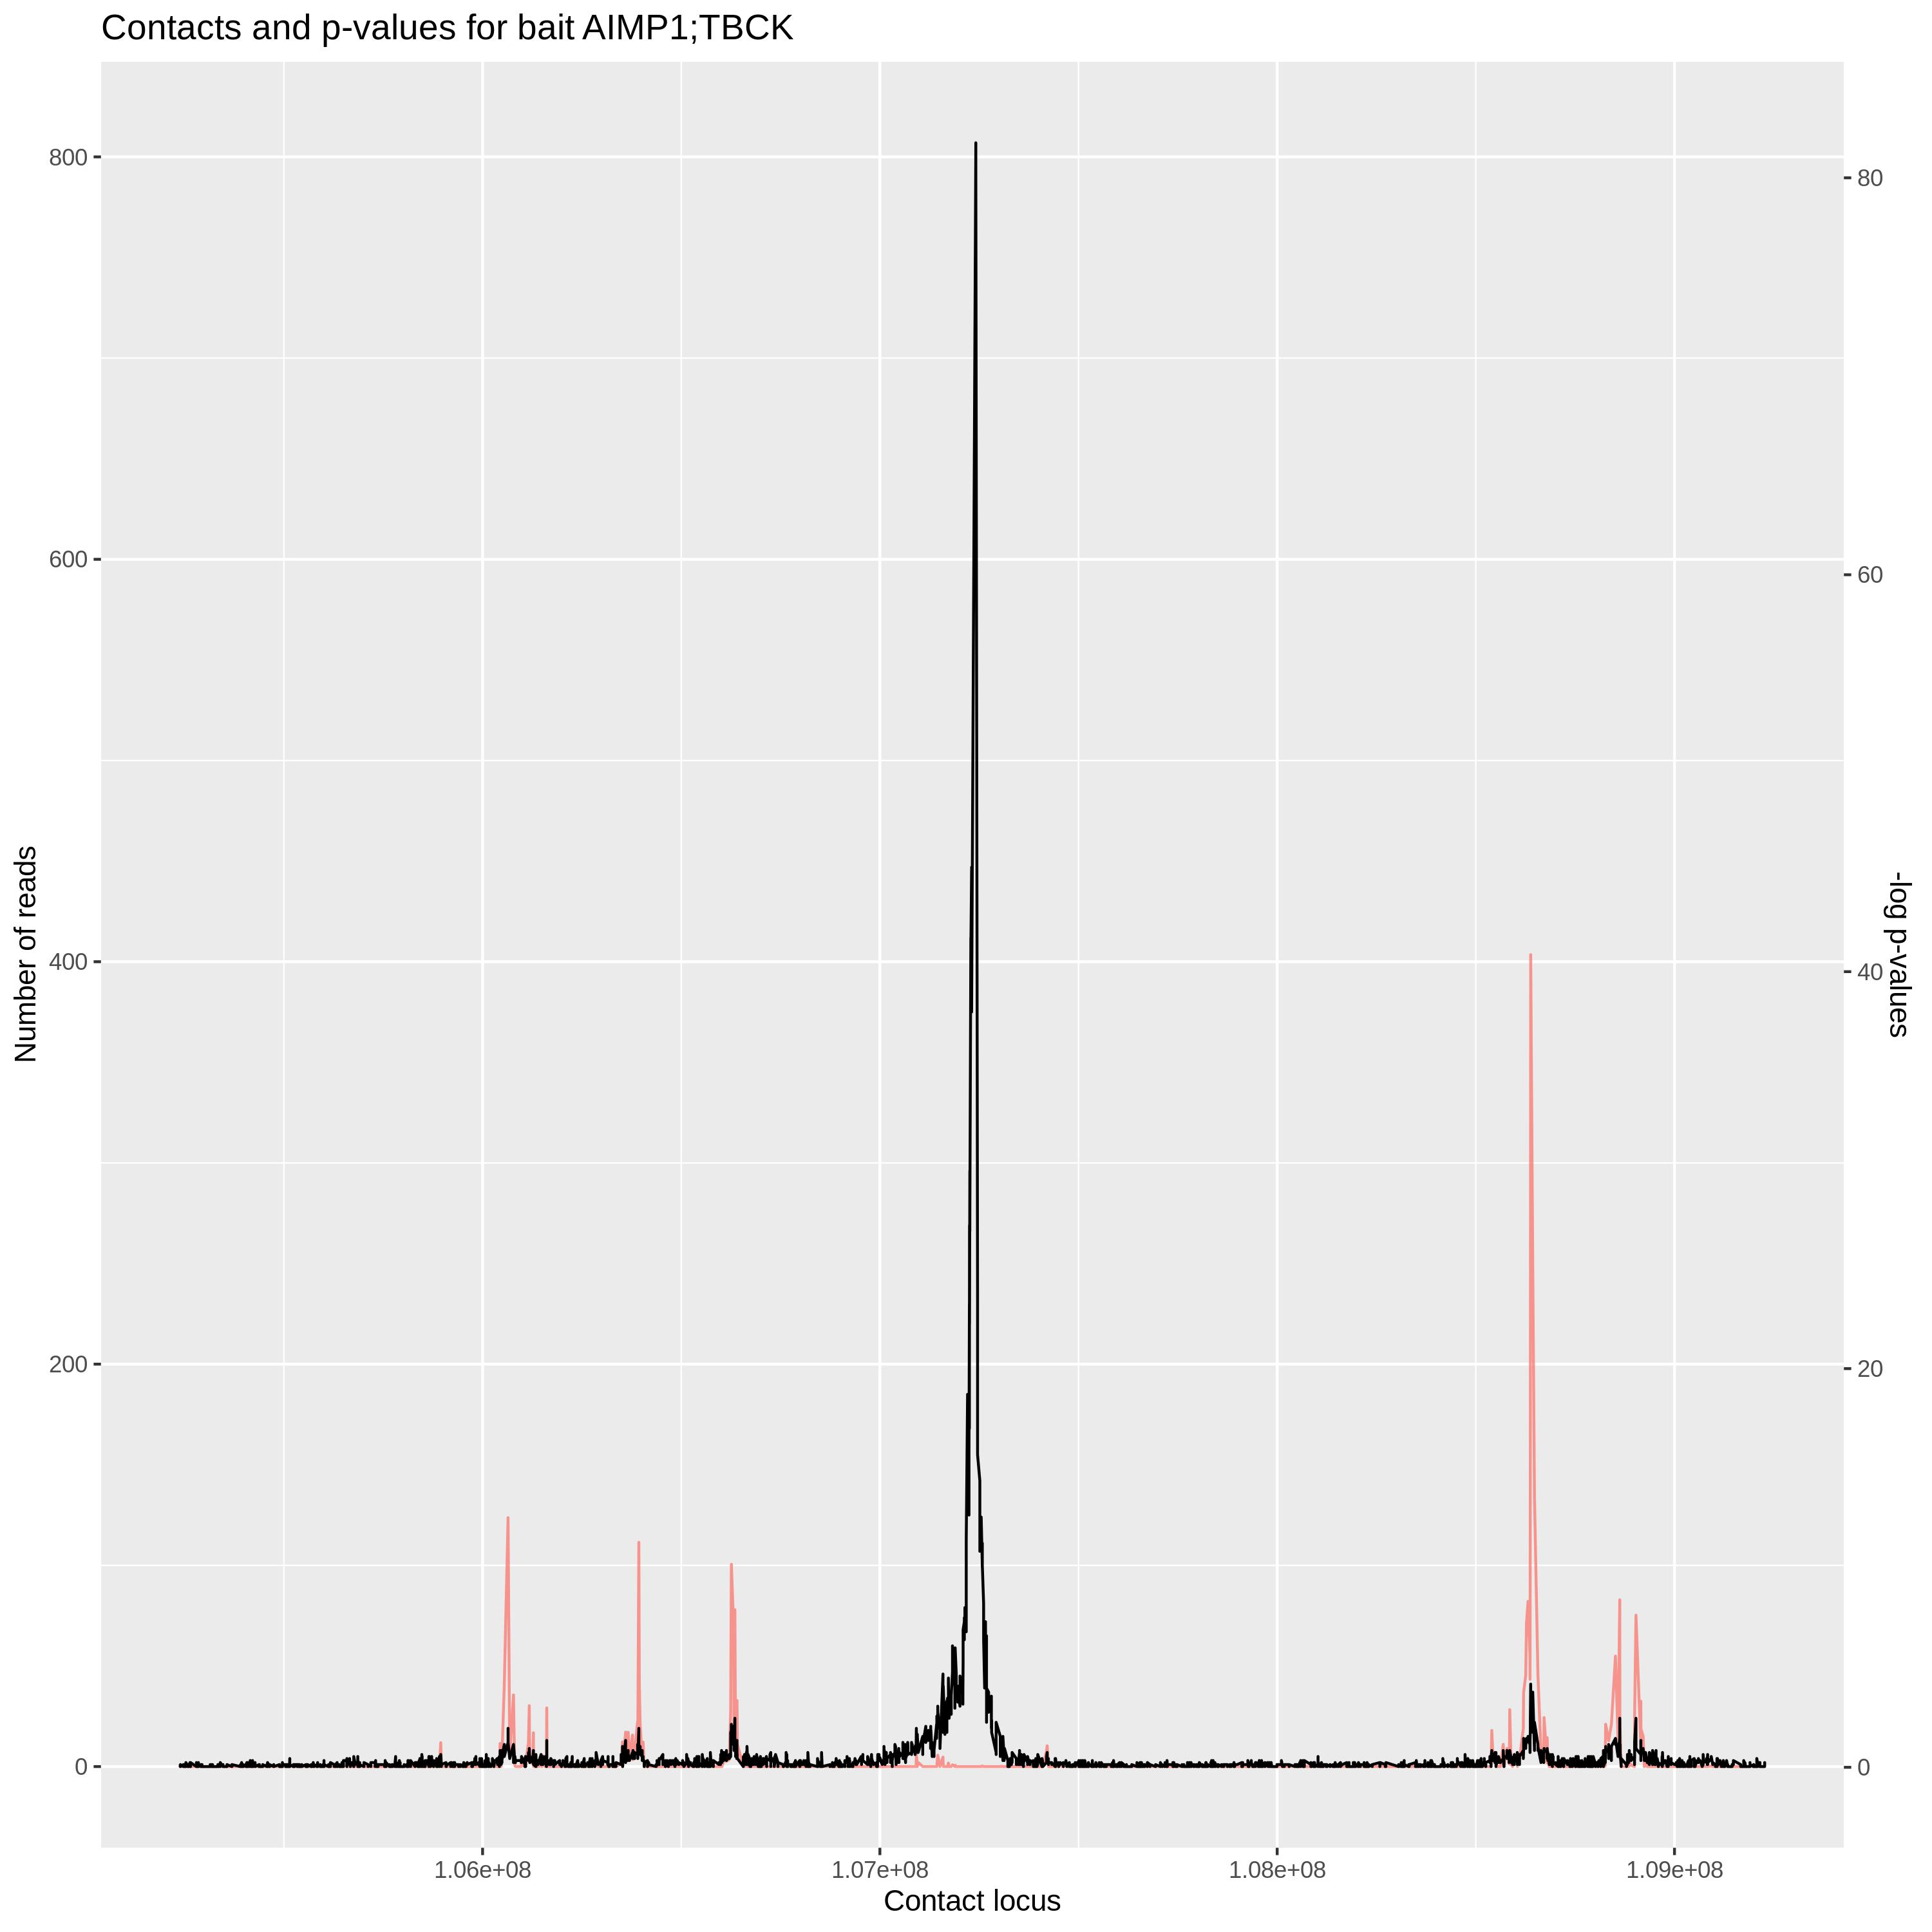 Contacts and p-values for bait AIMP1;TBCK
800
600
400
200
0
Number of reads
80
60
40
20
0
-log p-values
1.06e+08
1.07e+08
1.08e+08
1.09e+08
Contact locus